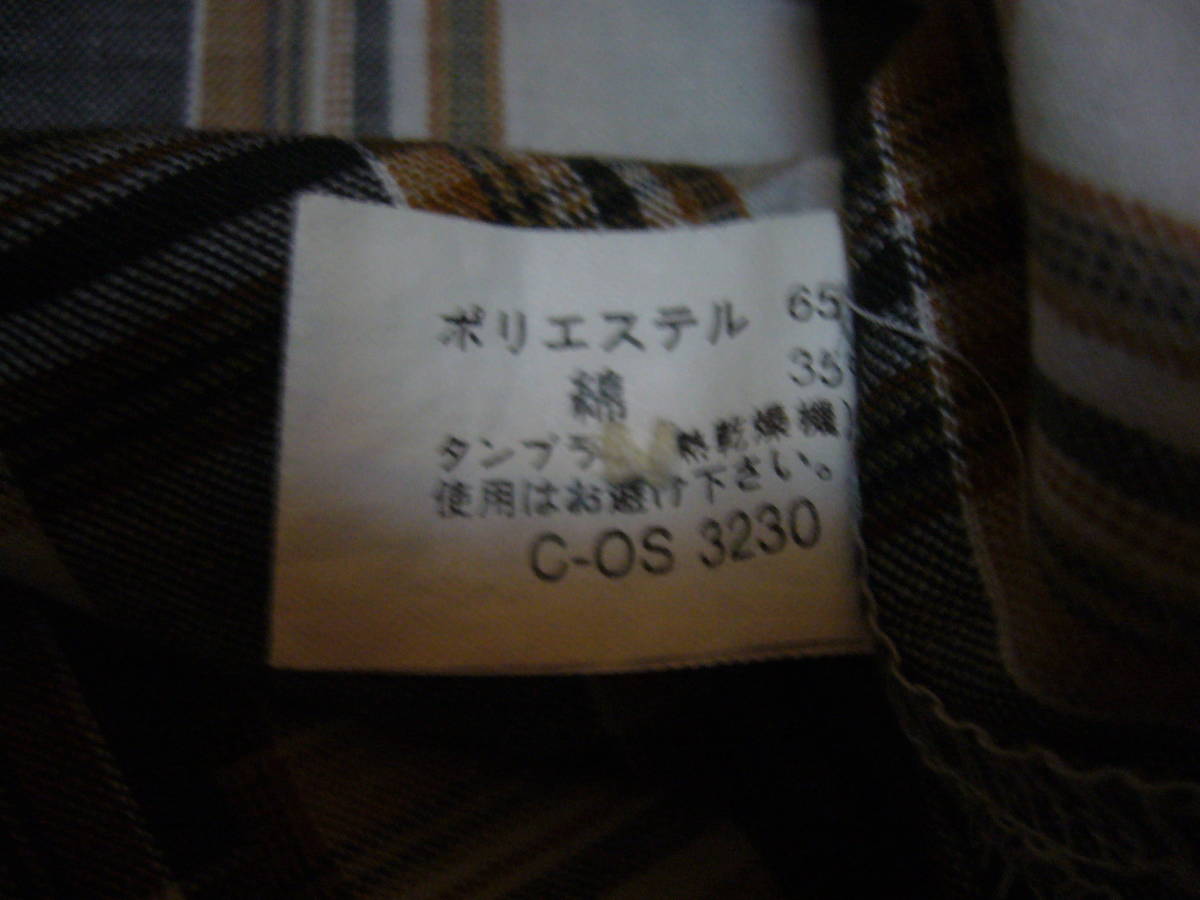 ポリエステル 65
綿 35
タンブラ 熱乾燥機)
使用はお避け下さい。
C-OS 3230